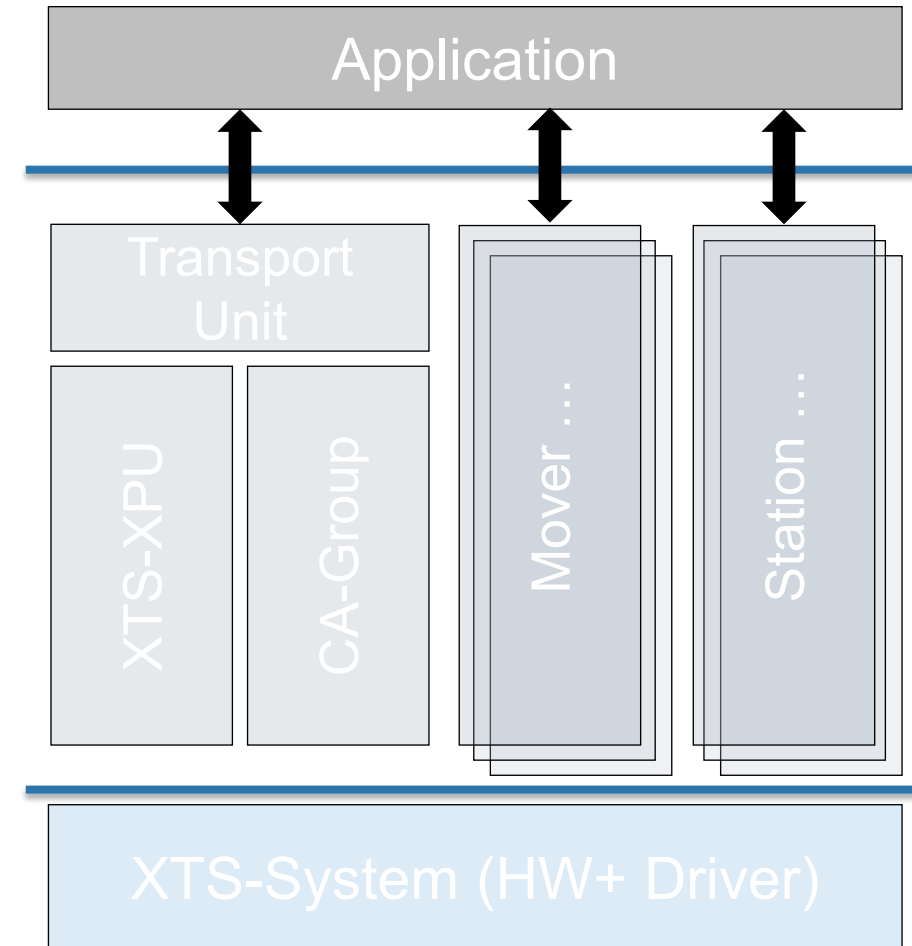 Application
Transport
Unit
XTS-XPU
CA-Group
Mover ...
Station ...
XTS-System (HW+ Driver)